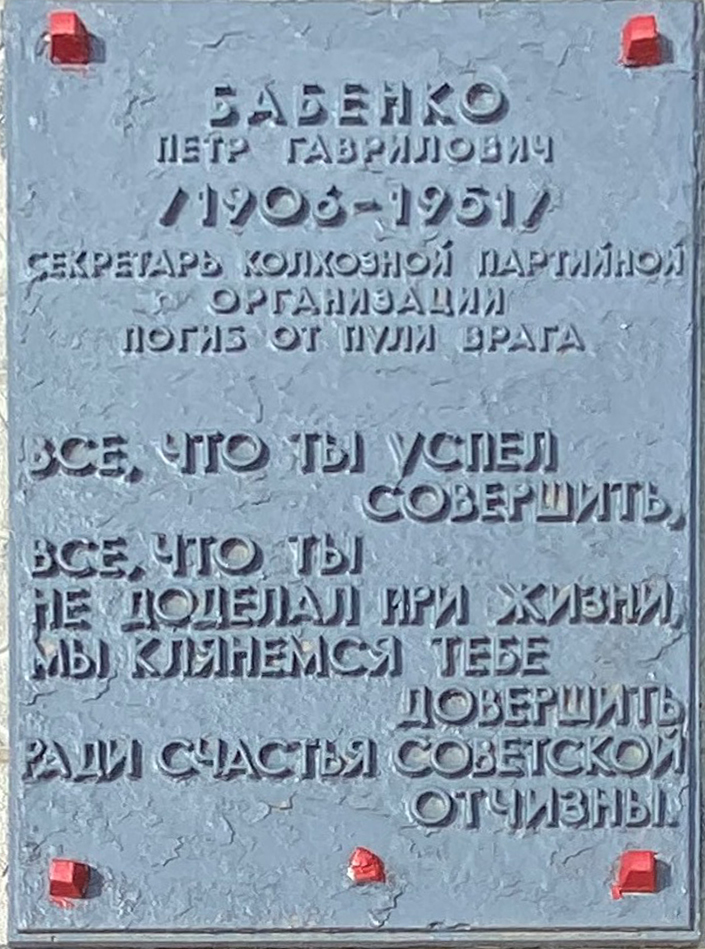 БАБЕНКО
ПЕТР ГАВРИЛОВИЧ
/1906-1951/
СЕКРЕТАРЬ КОЛХОЗНОЙ ПАРТИЙНОЙ
ОРГАНИЗАЦИИ
ПОГИБ ОТ ПУЛИ ВРАГА
ВСЕ, ЧТО ТЫ УСПЕЛ
СОВЕРШИТЬ,
ВСЕ, ЧТО ТЫ
НЕ ДОДЕЛАЛ ПРИ ЖИЗНИ,
МЫ КЛЯНЕМСЯ ТЕБЕ
ДОВЕРШИТЬ
РАДИ СЧАСТЬЯ СОВЕТСКОЙ
ОТЧИЗНЫ.